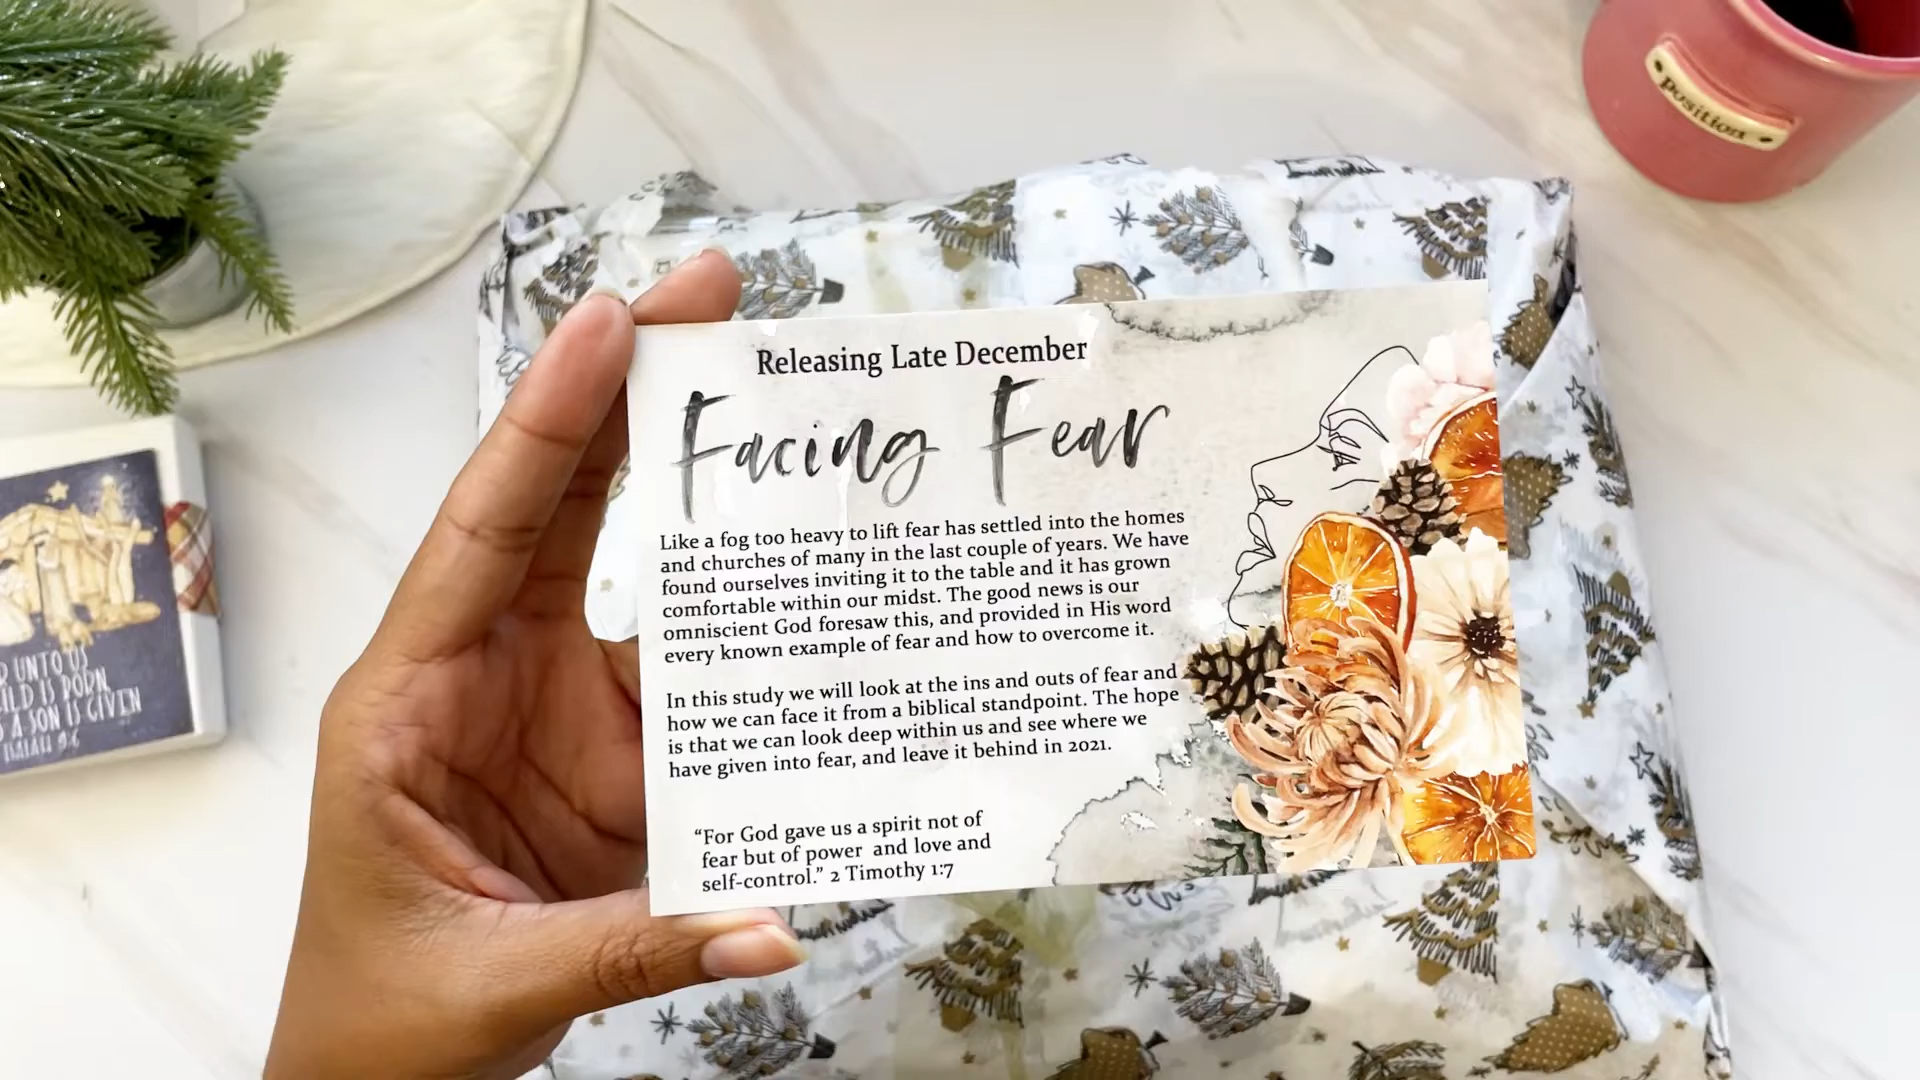 Releasing Late December
Facing Fear
Like a fog too heavy to lift fear has settled into the homes
and churches of many in the last couple of years. We have
found ourselves inviting it to the table and it has grown
comfortable within our midst. The good news is our
omniscient God foresaw this, and provided in His word
every known example of fear and how to overcome it.
In this study we will look at the ins and outs of fear and
how we can face it from a biblical standpoint. The hope
is that we can look deep within us and see where we
have given into fear, and leave it behind in 2021.
“For God gave us a spirit not of
fear but of power and love and
self-control.” 2 Timothy 1:7
position
UNTO US
IS
A SON IS GIVEN
ISAIAH 9:6